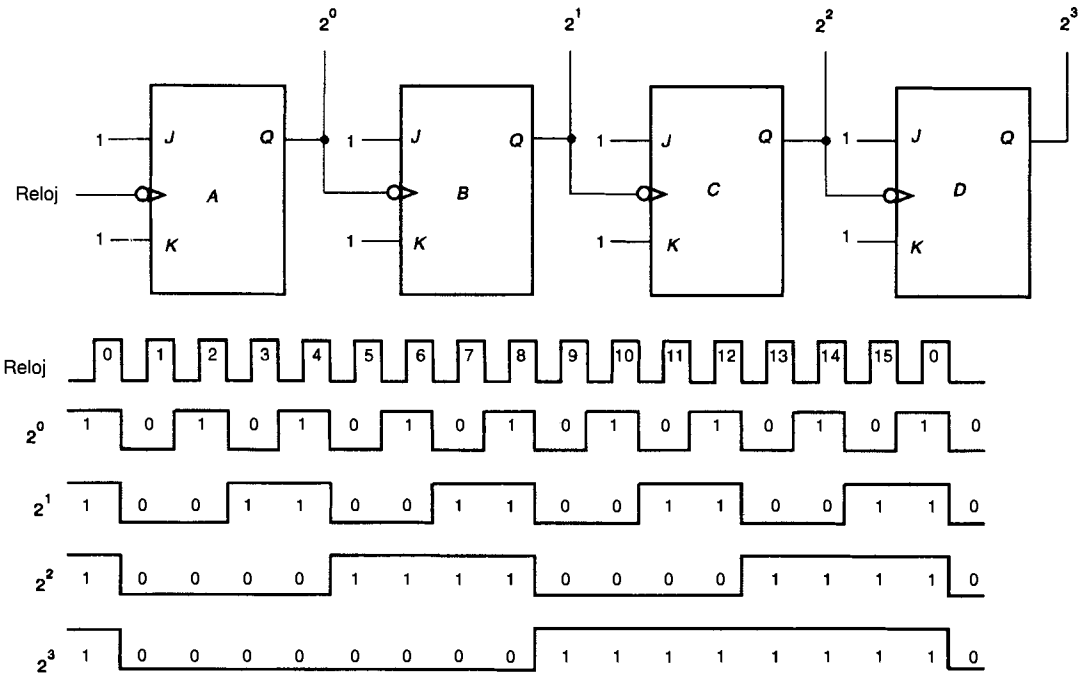 2⁰ 2¹ 2² 2³
1 J Q 1 J Q 1 J Q 1 J Q
Reloj A B C D
1 K 1 K 1 K 1 K
Reloj 0 1 2 3 4 5 6 7 8 9 10 11 12 13 14 15 0
2⁰ 1 0 1 0 1 0 1 0 1 0 1 0 1 0 1 0 1 0
2¹ 1 0 0 1 1 0 0 1 1 0 0 1 1 0 0 1 1 0
2² 1 0 0 0 0 1 1 1 1 0 0 0 0 1 1 1 1 0
2³ 1 0 0 0 0 0 0 0 0 1 1 1 1 1 1 1 1 0